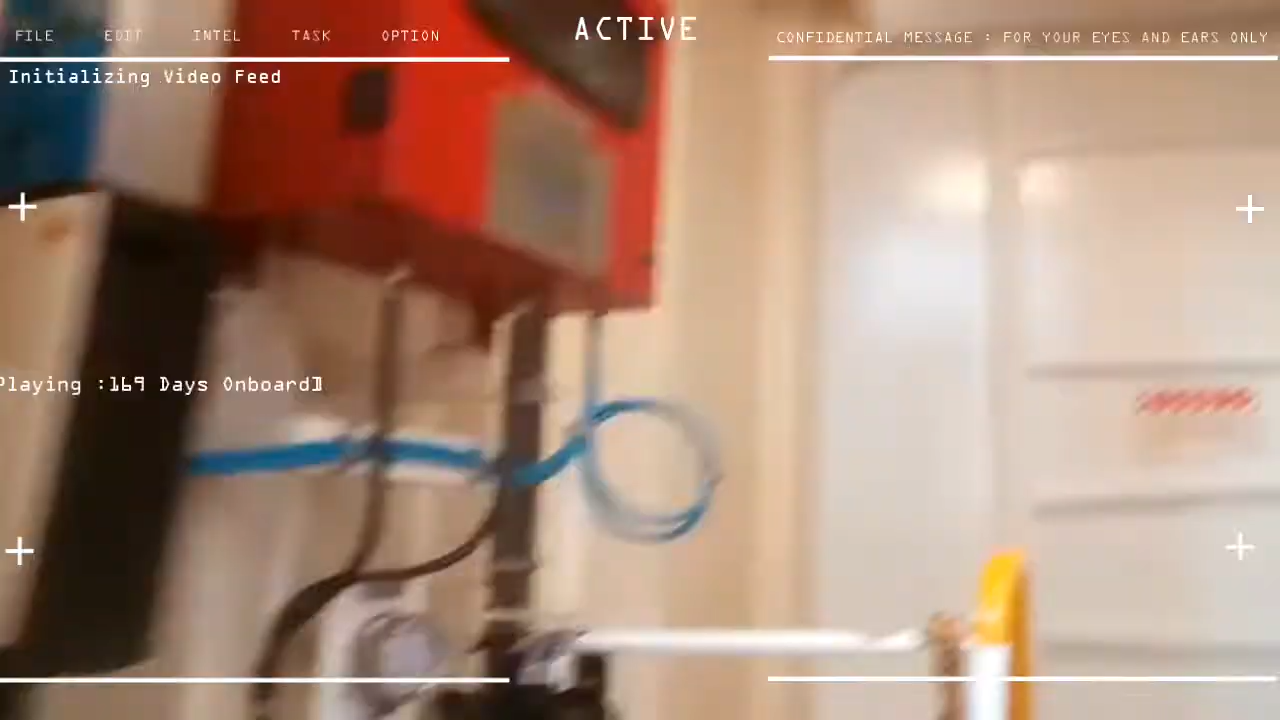 FILE EDIT INTEL TASK OPTION
ACTIVE
CONFIDENTIAL MESSAGE : FOR YOUR EYES AND EARS ONLY
Initializing Video Feed
Playing :169 Days Onboard